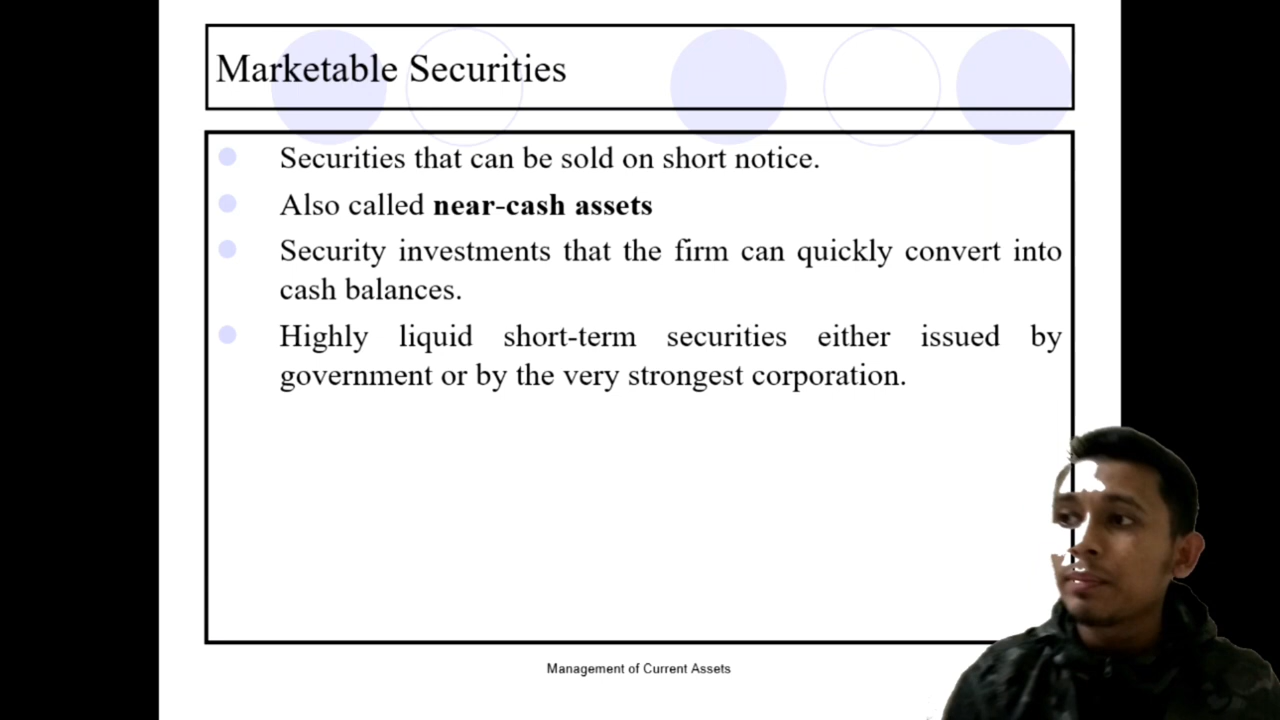 Marketable Securities
Securities that can be sold on short notice.
Also called near-cash assets
Security investments that the firm can quickly convert into
cash balances.
Highly liquid short-term securities either issued by
government or by the very strongest corporation.
Management of Current Assets